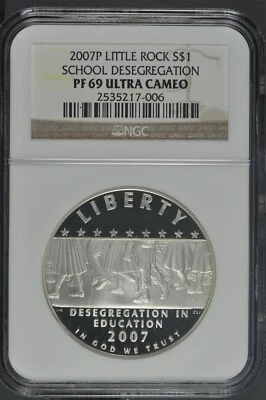 2007P LITTLE ROCK S$1
SCHOOL DESEGREGATION
PF 69 ULTRA CAMEO
2535217-006
NGC
LIBERTY
DESEGREGATION IN
EDUCATION
2007
IN GOD WE TRUST